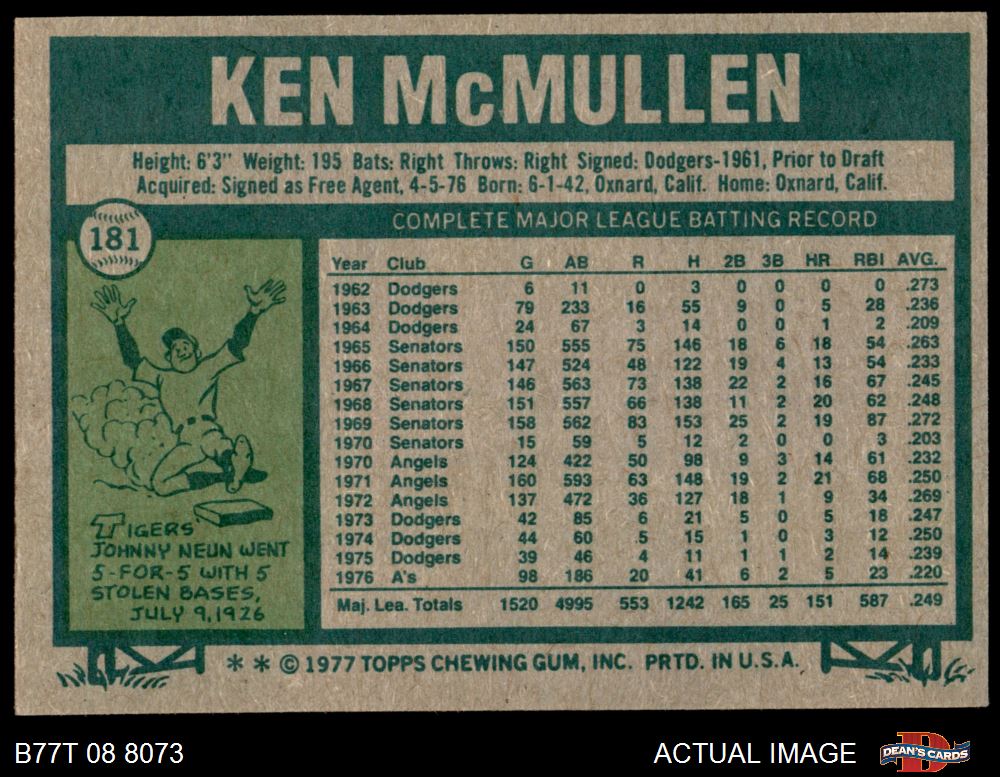 KEN McMULLEN
Height: 6'3" Weight: 195 Bats: Right Throws: Right Signed: Dodgers-1961, Prior to Draft
Acquired: Signed as Free Agent, 4-5-76 Born: 6-1-42, Oxnard, Calif. Home: Oxnard, Calif.
181
COMPLETE MAJOR LEAGUE BATTING RECORD
Year Club G AB R H 2B 3B HR RBI AVG.
1962 Dodgers 6 11 0 3 0 0 0 0 .273
1963 Dodgers 79 233 16 55 9 0 5 28 .236
1964 Dodgers 24 67 3 14 0 0 1 2 .209
1965 Senators 150 555 75 146 18 6 18 54 .263
1966 Senators 147 524 48 122 19 4 13 54 .233
1967 Senators 146 563 73 138 22 2 16 67 .245
1968 Senators 151 557 66 138 11 2 20 62 .248
1969 Senators 158 562 83 153 25 2 19 87 .272
1970 Senators 15 59 5 12 2 0 0 3 .203
1970 Angels 124 422 50 98 9 3 14 61 .232
1971 Angels 160 593 63 148 19 2 21 68 .250
1972 Angels 137 472 36 127 18 1 9 34 .269
1973 Dodgers 42 85 6 21 5 0 5 18 .247
1974 Dodgers 44 60 5 15 1 0 3 12 .250
1975 Dodgers 39 46 4 11 1 1 2 14 .239
1976 A's 98 186 20 41 6 2 5 23 .220
Maj. Lea. Totals 1520 4995 553 1242 165 25 151 587 .249
TIGERS'
JOHNNY NEUN WENT
5-FOR-5 WITH 5
STOLEN BASES,
JULY 9, 1926
* * © 1977 TOPPS CHEWING GUM, INC. PRTD. IN U.S.A.
B77T 08 8073
ACTUAL IMAGE
D
DEAN'S CARDS